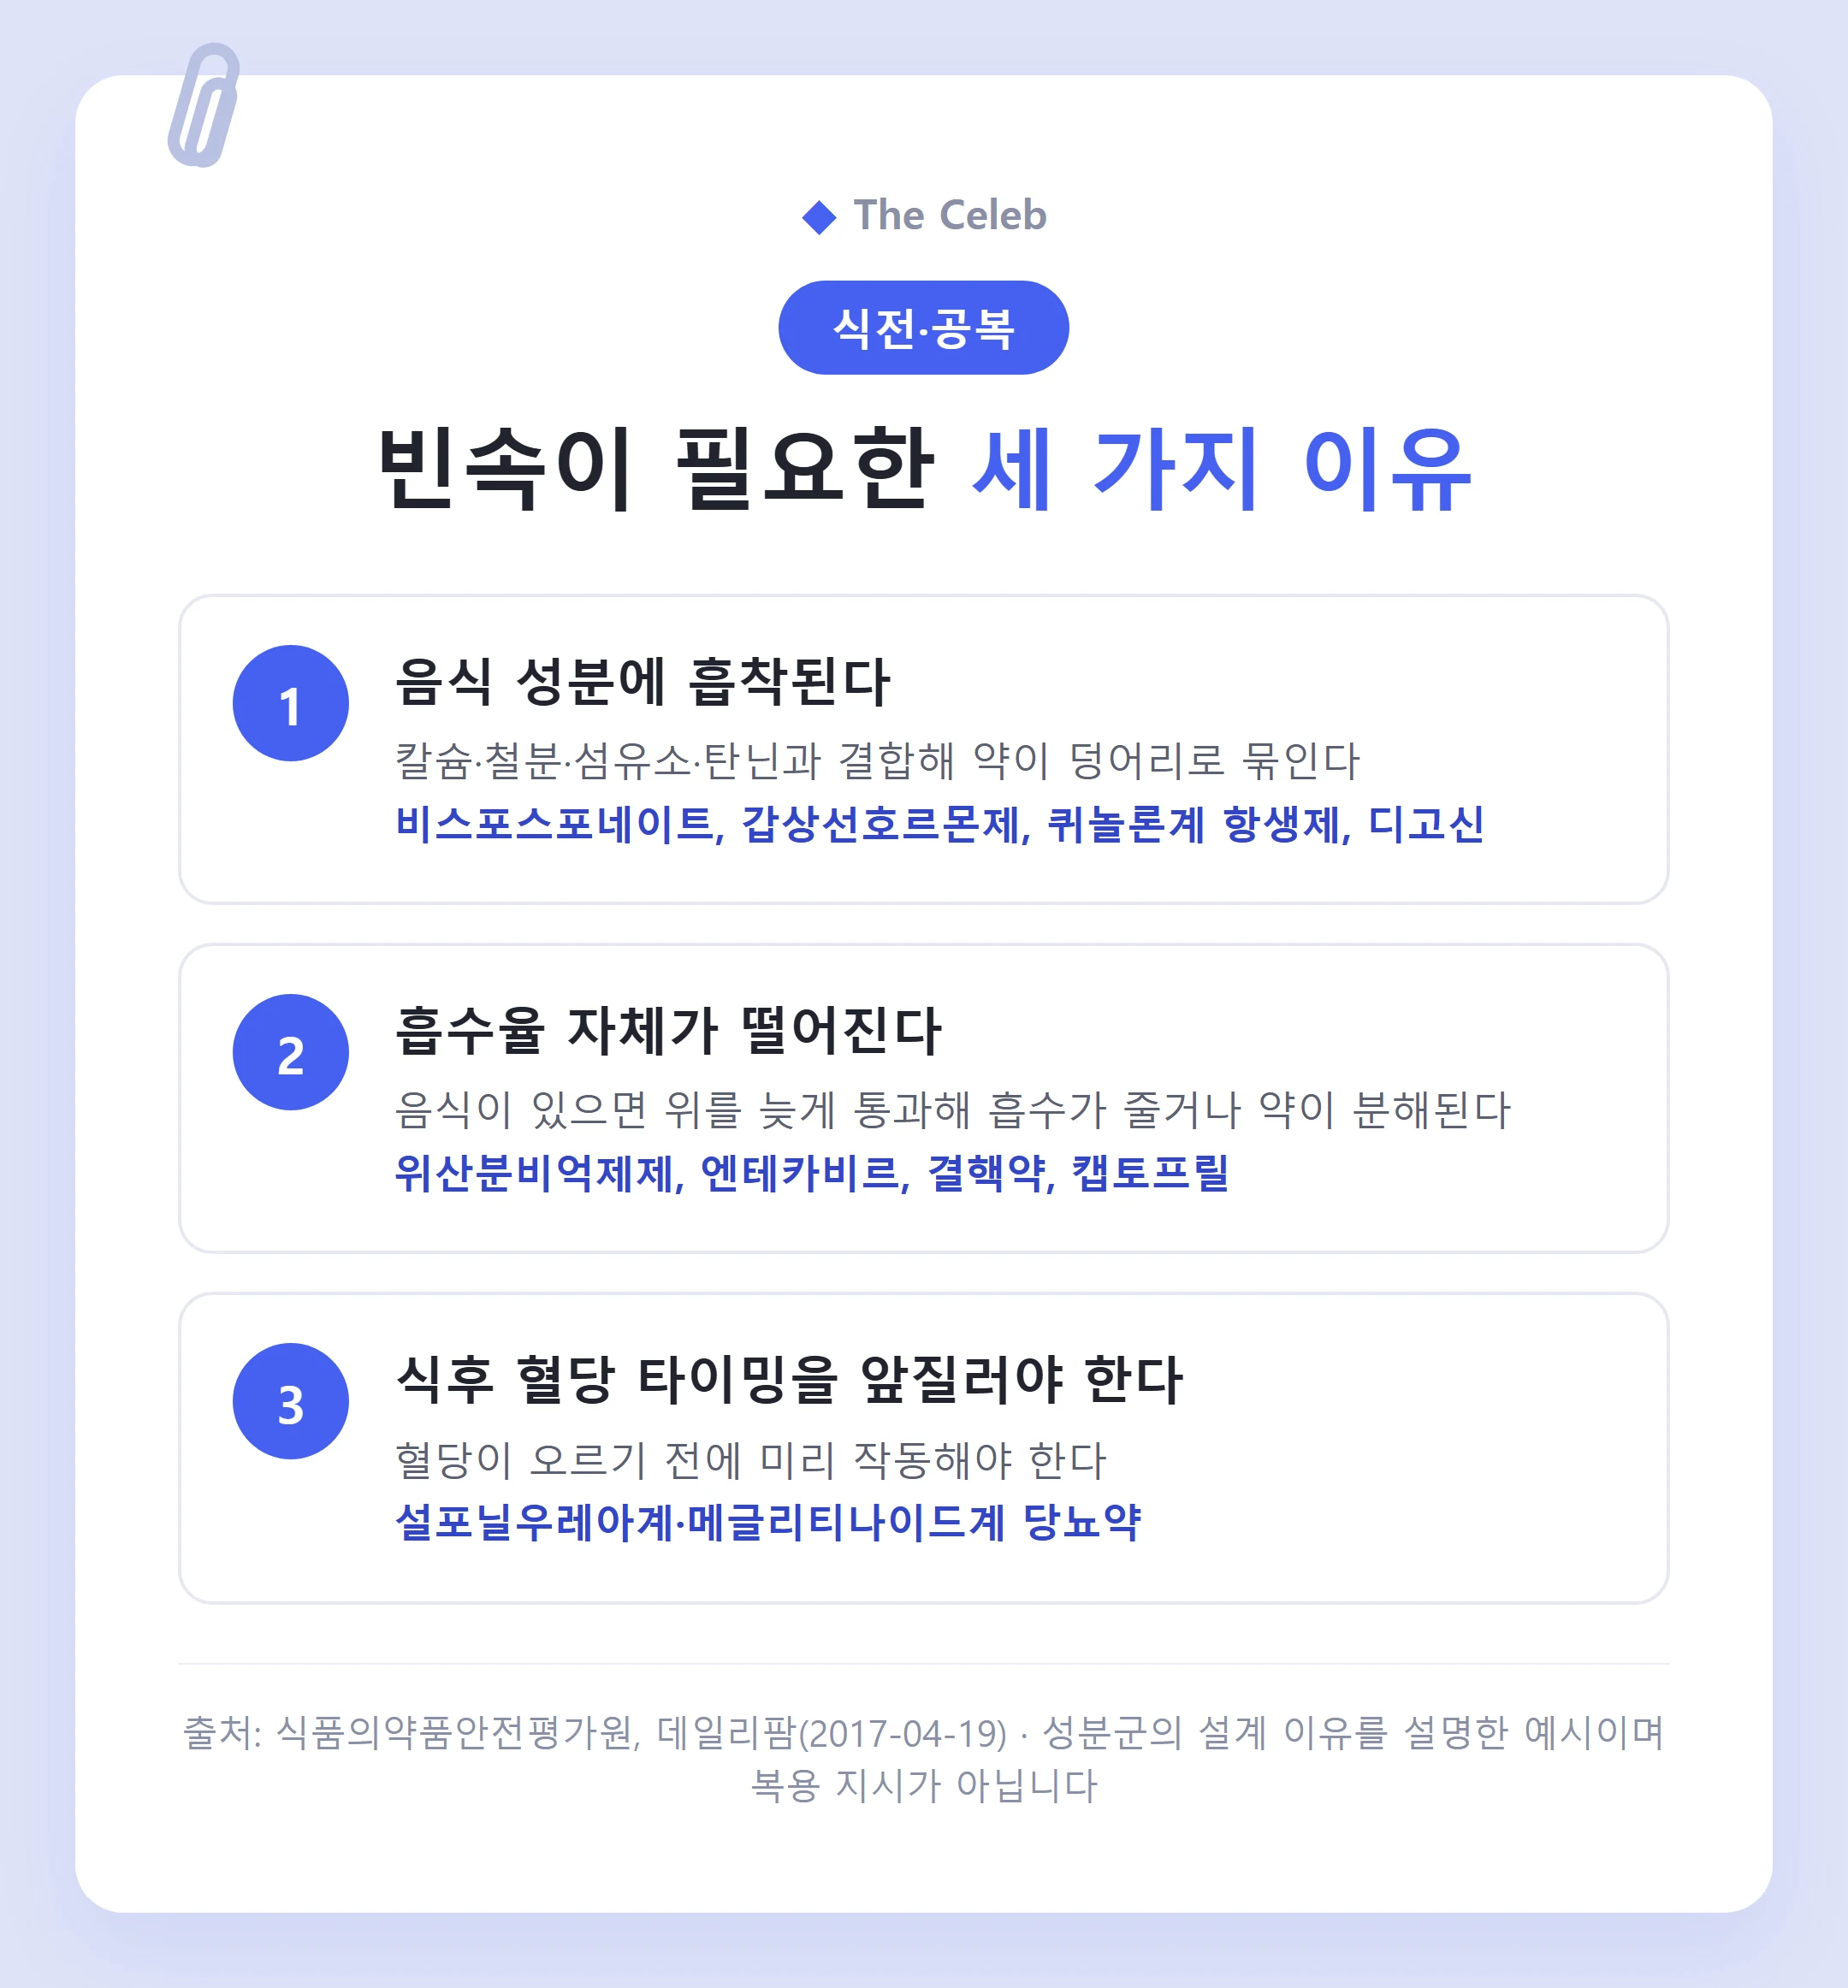 The Celeb
식전·공복
빈속이 필요한 세 가지 이유
1
음식 성분에 흡착된다
칼슘·철분·섬유소·탄닌과 결합해 약이 덩어리로 묶인다
비스포스포네이트, 갑상선호르몬제, 퀴놀론계 항생제, 디고신
2
흡수율 자체가 떨어진다
음식이 있으면 위를 늦게 통과해 흡수가 줄거나 약이 분해된다
위산분비억제제, 엔테카비르, 결핵약, 캡토프릴
3
식후 혈당 타이밍을 앞질러야 한다
혈당이 오르기 전에 미리 작동해야 한다
설포닐우레아계·메글리티나이드계 당뇨약
출처: 식품의약품안전평가원, 데일리팜(2017-04-19) · 성분군의 설계 이유를 설명한 예시이며
복용 지시가 아닙니다